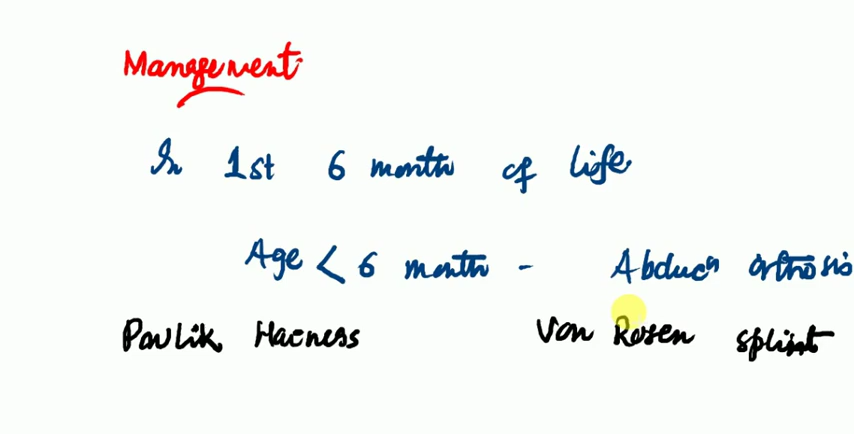 Management
In 1st 6 month of life
Age < 6 month - Abducn orthosis
Pavlik Harness Von Rosen splint